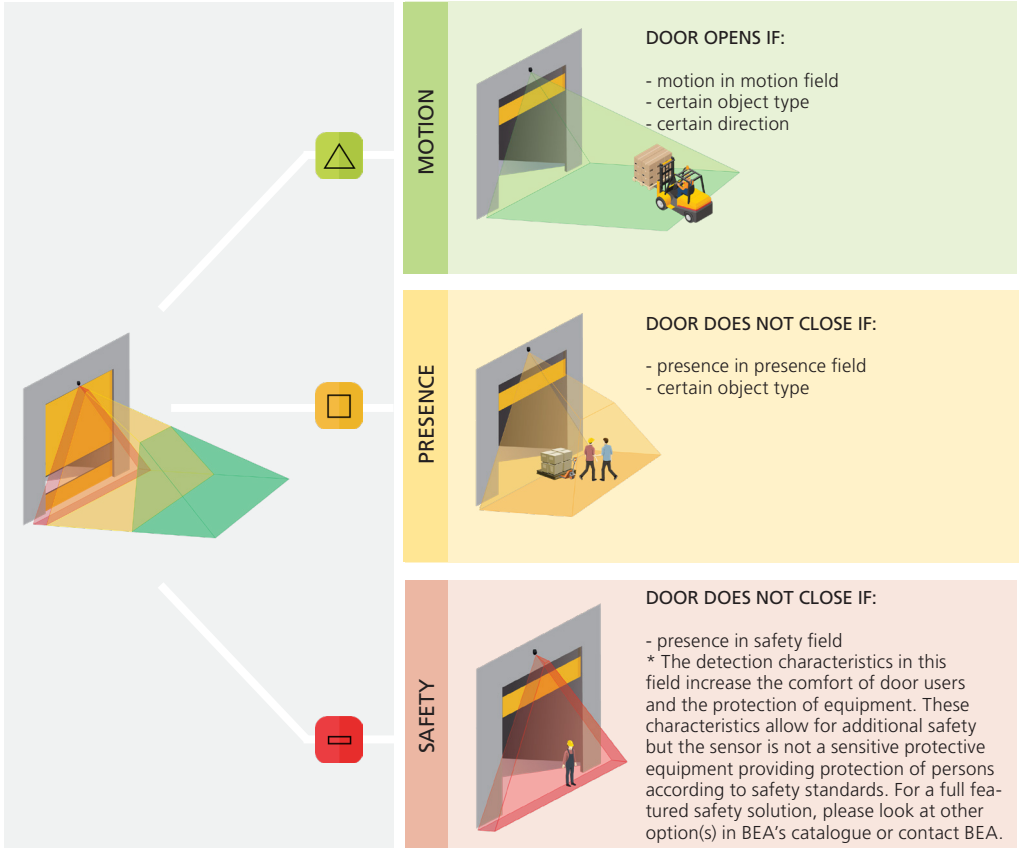 MOTION
DOOR OPENS IF:
- motion in motion field
- certain object type
- certain direction
PRESENCE
DOOR DOES NOT CLOSE IF:
- presence in presence field
- certain object type
SAFETY
DOOR DOES NOT CLOSE IF:
- presence in safety field
* The detection characteristics in this
field increase the comfort of door users
and the protection of equipment. These
characteristics allow for additional safety
but the sensor is not a sensitive protective
equipment providing protection of persons
according to safety standards. For a full fea-
tured safety solution, please look at other
option(s) in BEA's catalogue or contact BEA.